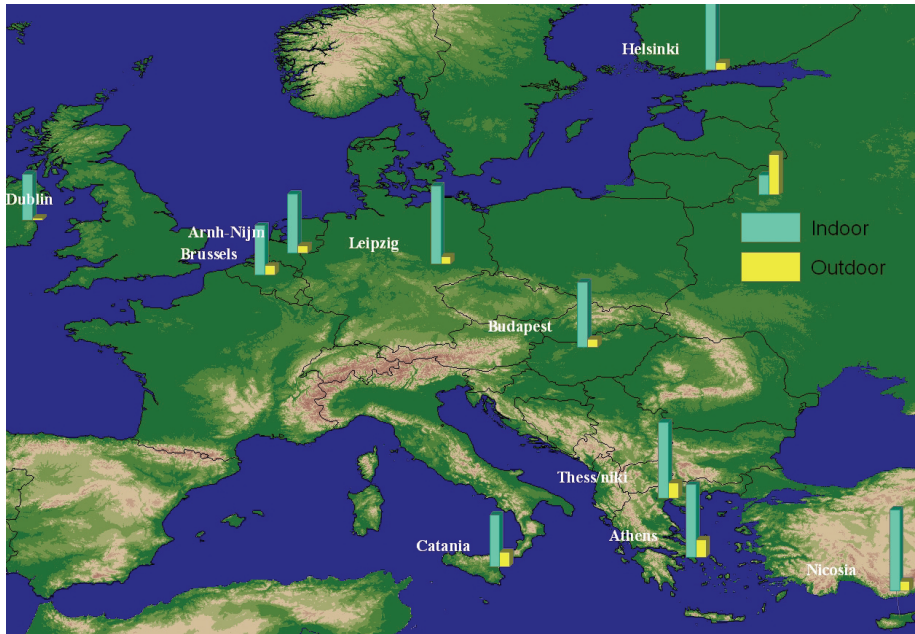 Helsinki
Dublin
Indoor
Arnh-Nijm
Leipzig
Brussels
Outdoor
Budapest
Thess/niki
Athens
Catania
Nicosia